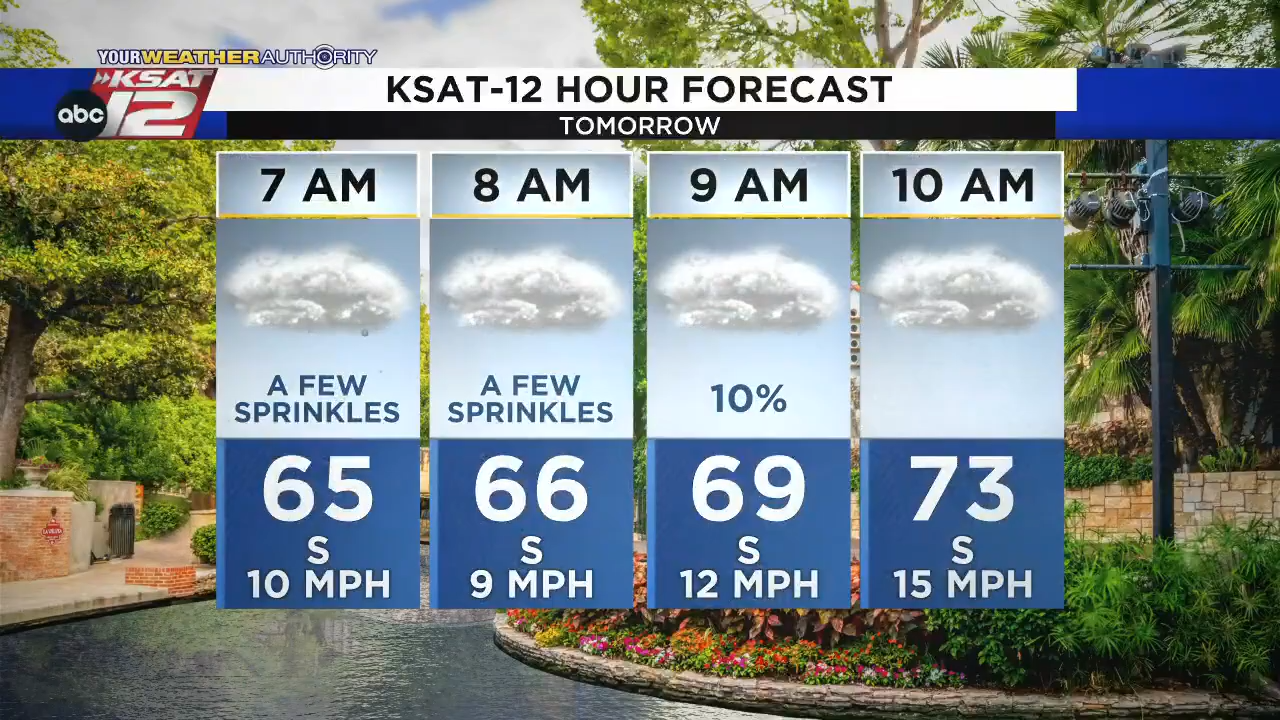 YOUR WEATHER AUTHORITY
KSAT
abc 12
KSAT-12 HOUR FORECAST
TOMORROW
7 AM
8 AM
9 AM
10 AM
A FEW
SPRINKLES
A FEW
SPRINKLES
10%
65
66
69
73
S
S
S
S
10 MPH
9 MPH
12 MPH
15 MPH